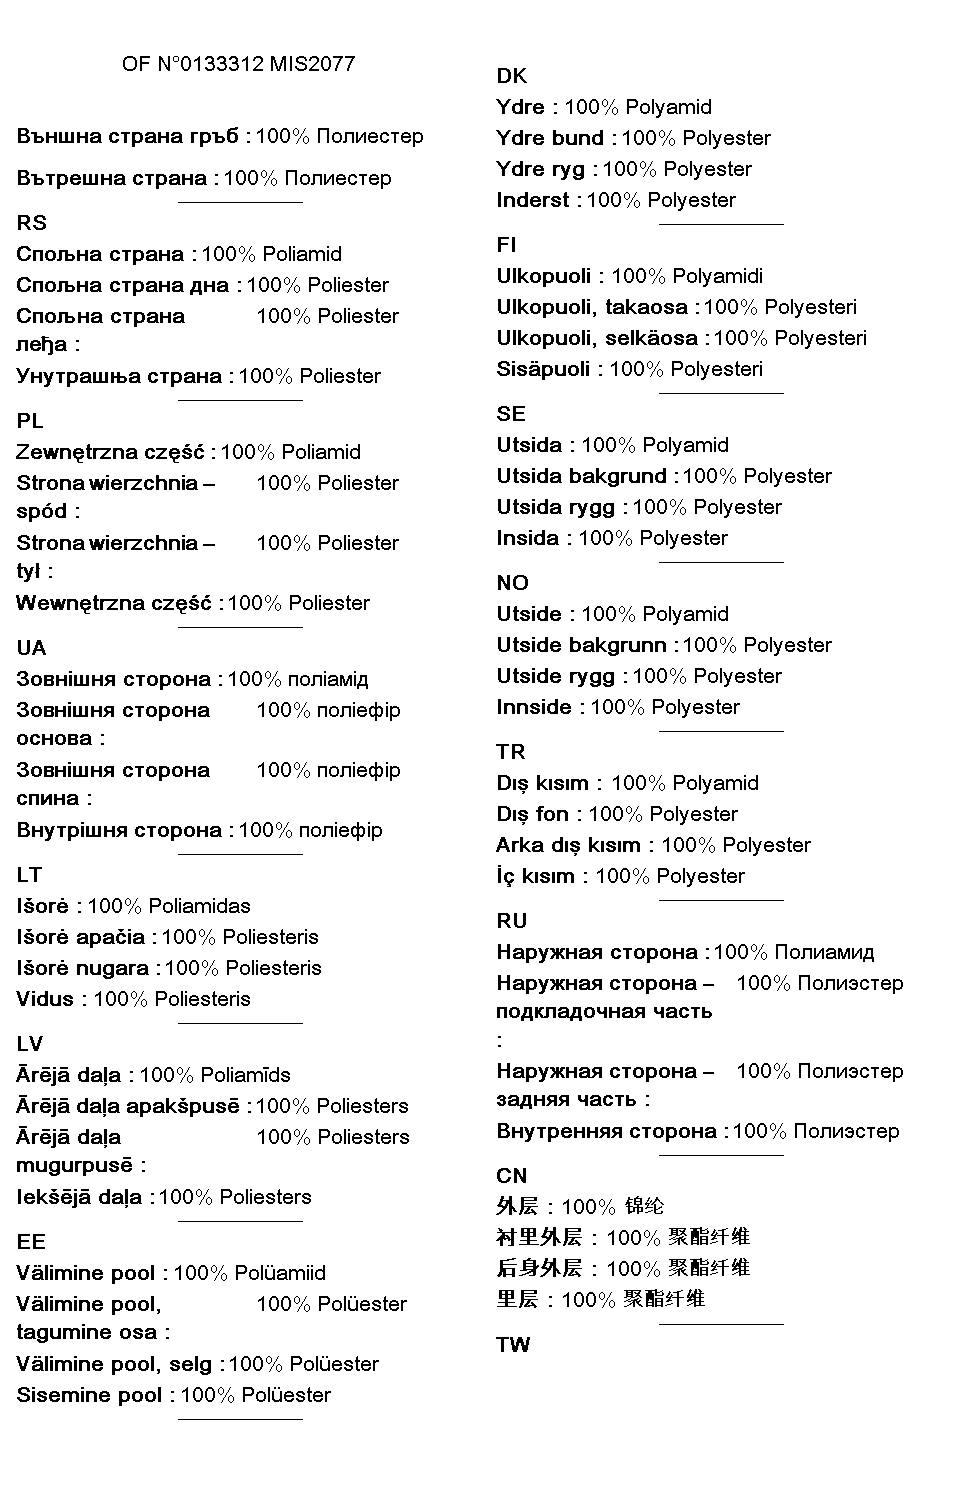 OF N°0133312 MIS2077
Външна страна гръб : 100% Полиестер
Вътрешна страна : 100% Полиестер
RS
Спољна страна : 100% Poliamid
Спољна страна дна : 100% Poliester
Спољна страна 100% Poliester
леђа :
Унутрашња страна : 100% Poliester
PL
Zewnętrzna część : 100% Poliamid
Strona wierzchnia – 100% Poliester
spód :
Strona wierzchnia – 100% Poliester
tył :
Wewnętrzna część : 100% Poliester
UA
Зовнішня сторона : 100% поліамід
Зовнішня сторона 100% поліефір
основа :
Зовнішня сторона 100% поліефір
спина :
Внутрішня сторона : 100% поліефір
LT
Išorė : 100% Poliamidas
Išorė apačia : 100% Poliesteris
Išorė nugara : 100% Poliesteris
Vidus : 100% Poliesteris
LV
Ārējā daļa : 100% Poliamīds
Ārējā daļa apakšpusē : 100% Poliesters
Ārējā daļa 100% Poliesters
mugurpusē :
Iekšējā daļa : 100% Poliesters
EE
Välimine pool : 100% Polüamiid
Välimine pool, 100% Polüester
tagumine osa :
Välimine pool, selg : 100% Polüester
Sisemine pool : 100% Polüester
DK
Ydre : 100% Polyamid
Ydre bund : 100% Polyester
Ydre ryg : 100% Polyester
Inderst : 100% Polyester
FI
Ulkopuoli : 100% Polyamidi
Ulkopuoli, takaosa : 100% Polyesteri
Ulkopuoli, selkäosa : 100% Polyesteri
Sisäpuoli : 100% Polyesteri
SE
Utsida : 100% Polyamid
Utsida bakgrund : 100% Polyester
Utsida rygg : 100% Polyester
Insida : 100% Polyester
NO
Utside : 100% Polyamid
Utside bakgrunn : 100% Polyester
Utside rygg : 100% Polyester
Innside : 100% Polyester
TR
Dış kısım : 100% Polyamid
Dış fon : 100% Polyester
Arka dış kısım : 100% Polyester
İç kısım : 100% Polyester
RU
Наружная сторона : 100% Полиамид
Наружная сторона – 100% Полиэстер
подкладочная часть
:
Наружная сторона – 100% Полиэстер
задняя часть :
Внутренняя сторона : 100% Полиэстер
CN
外层 : 100% 锦纶
衬里外层 : 100% 聚酯纤维
后身外层 : 100% 聚酯纤维
里层 : 100% 聚酯纤维
TW